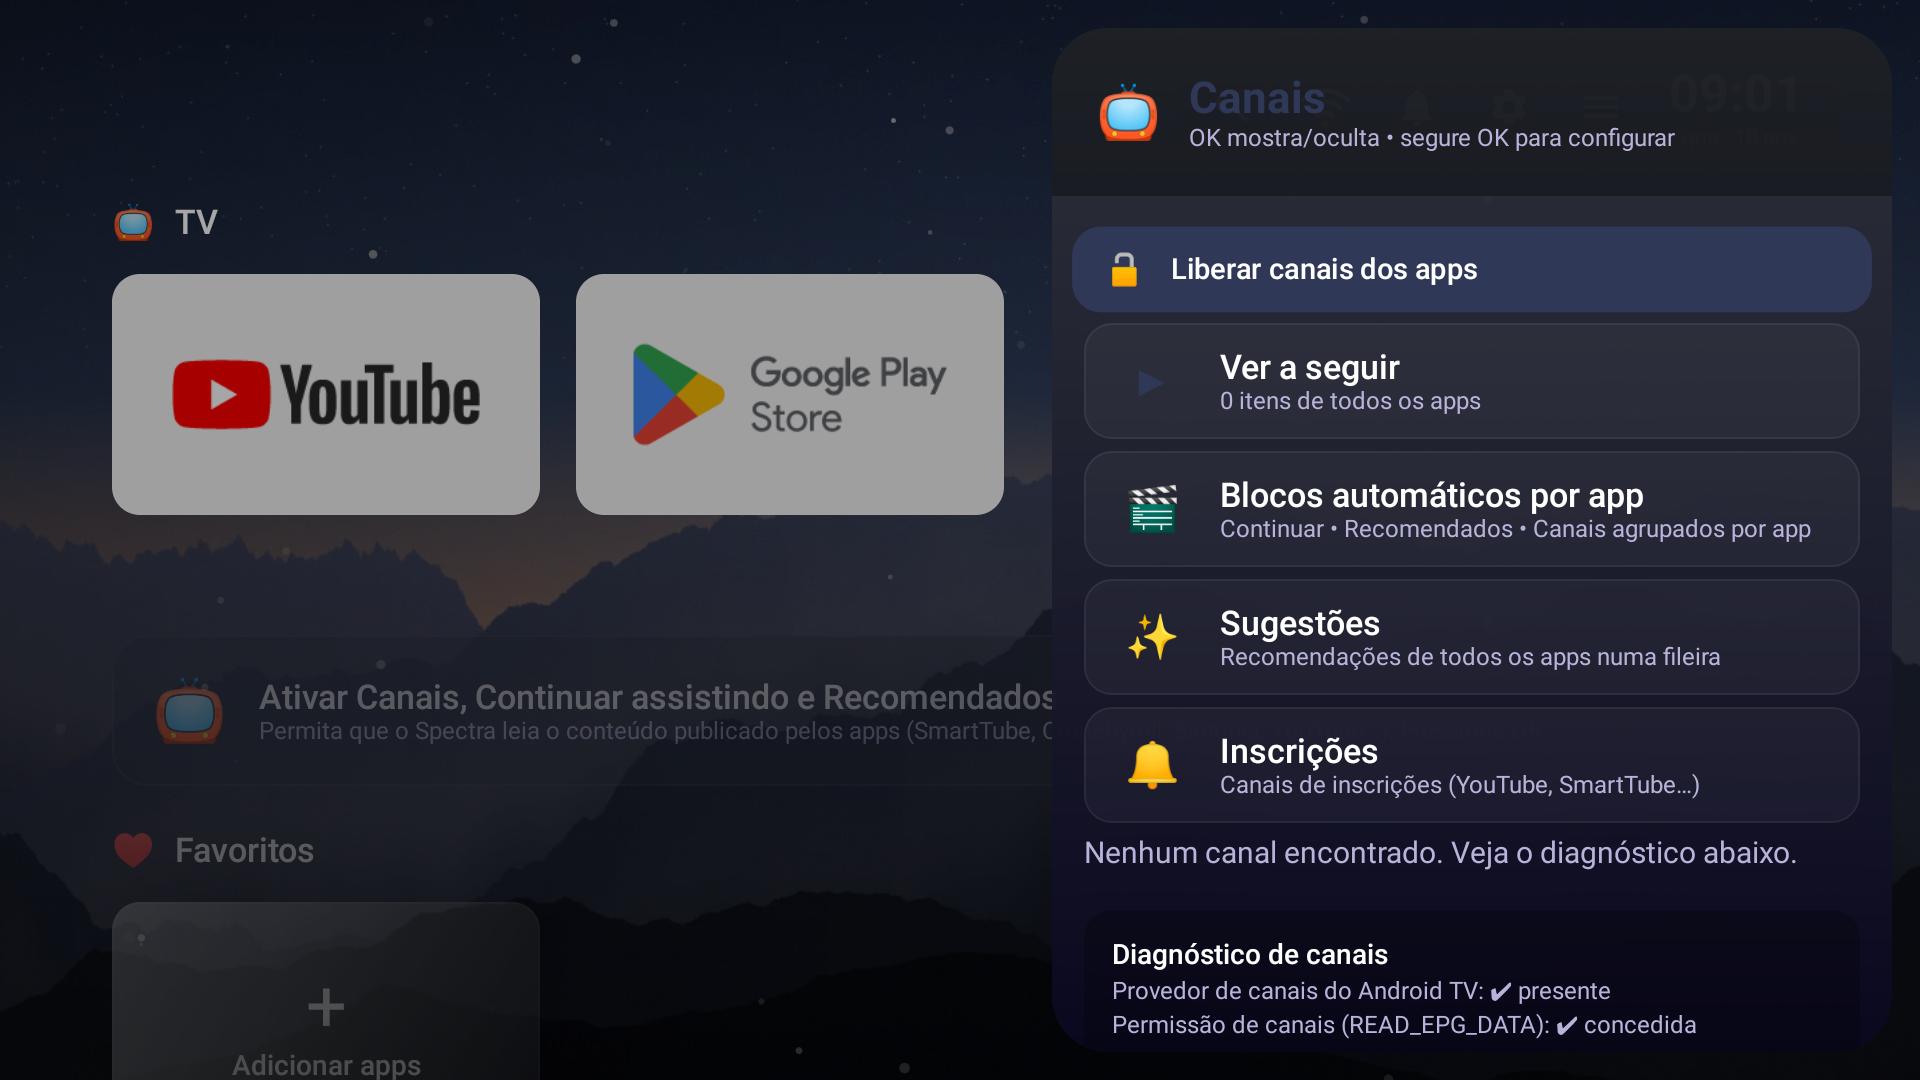 TV
YouTube
Google Play
Store
Ativar Canais, Continuar assistindo e Recomendados
Permita que o Spectra leia o conteúdo publicado pelos apps (SmartTube,
Favoritos
+
Adicionar apps
Canais
09:01
OK mostra/oculta • segure OK para configurar
Liberar canais dos apps
Ver a seguir
0 itens de todos os apps
Blocos automáticos por app
Continuar • Recomendados • Canais agrupados por app
Sugestões
Recomendações de todos os apps numa fileira
Inscrições
Canais de inscrições (YouTube, SmartTube…)
Nenhum canal encontrado. Veja o diagnóstico abaixo.
Diagnóstico de canais
Provedor de canais do Android TV: ✔ presente
Permissão de canais (READ_EPG_DATA): ✔ concedida